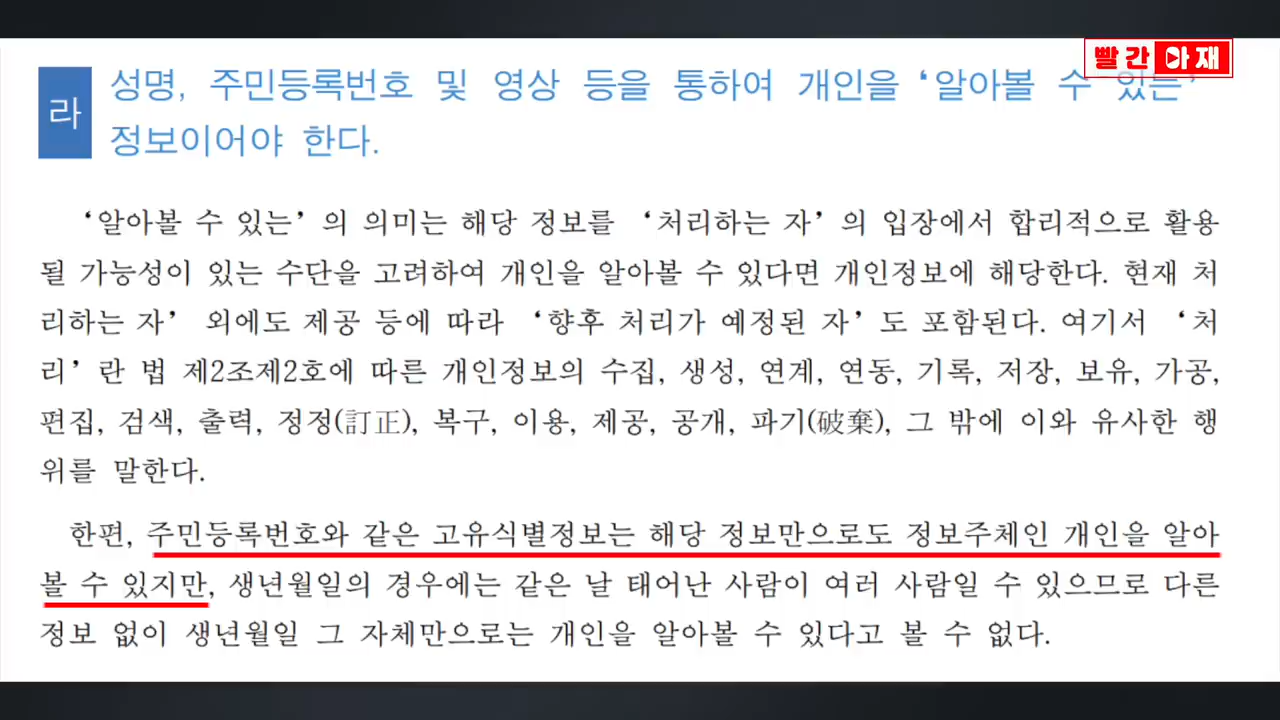 빨간아재
라
성명, 주민등록번호 및 영상 등을 통하여 개인을 ‘알아볼 수 있는’
정보이어야 한다.
‘알아볼 수 있는’의 의미는 해당 정보를 ‘처리하는 자’의 입장에서 합리적으로 활용
될 가능성이 있는 수단을 고려하여 개인을 알아볼 수 있다면 개인정보에 해당한다. 현재 처
리하는 자’ 외에도 제공 등에 따라 ‘향후 처리가 예정된 자’도 포함된다. 여기서 ‘처
리’란 법 제2조제2호에 따른 개인정보의 수집, 생성, 연계, 연동, 기록, 저장, 보유, 가공,
편집, 검색, 출력, 정정(訂正), 복구, 이용, 제공, 공개, 파기(破棄), 그 밖에 이와 유사한 행
위를 말한다.
한편, 주민등록번호와 같은 고유식별정보는 해당 정보만으로도 정보주체인 개인을 알아
볼 수 있지만, 생년월일의 경우에는 같은 날 태어난 사람이 여러 사람일 수 있으므로 다른
정보 없이 생년월일 그 자체만으로는 개인을 알아볼 수 있다고 볼 수 없다.